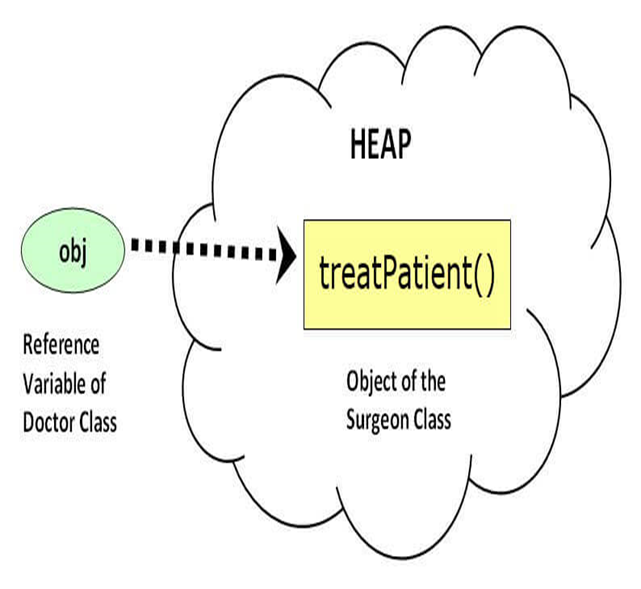 HEAP
obj
treatPatient()
Reference
Variable of
Doctor Class
Object of the
Surgeon Class